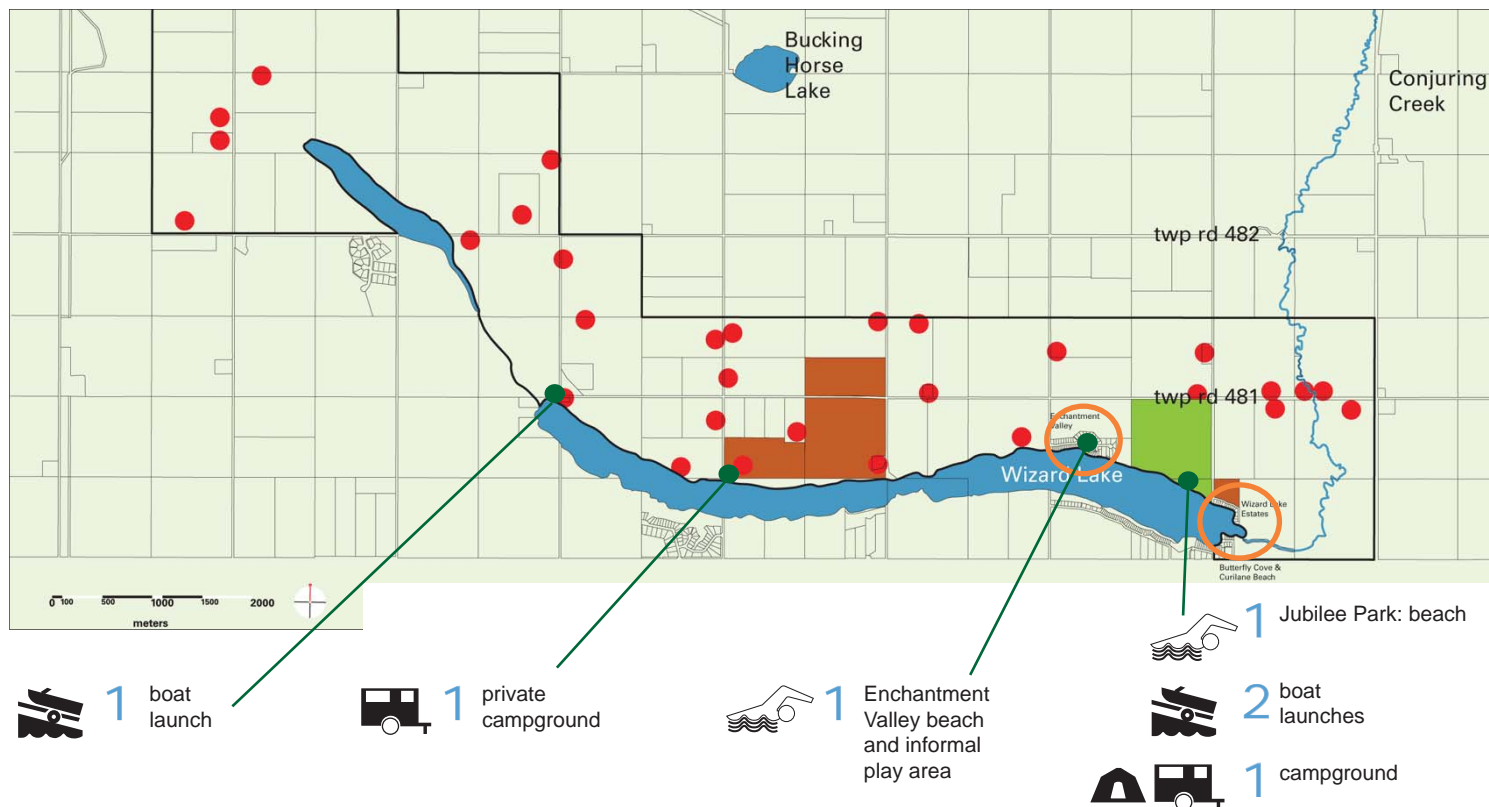 Bucking
Horse
Lake
Conjuring
Creek
twp rd 482
twp rd 481
Enchantment
Valley
Wizard Lake
Wizard Lake
Estates
Butterfly Cove &
Curilane Beach
0 100 500 1000 1500 2000
meters
1 Jubilee Park: beach
1 boat
launch
1 private
campground
1 Enchantment
Valley beach
and informal
play area
2 boat
launches
1 campground